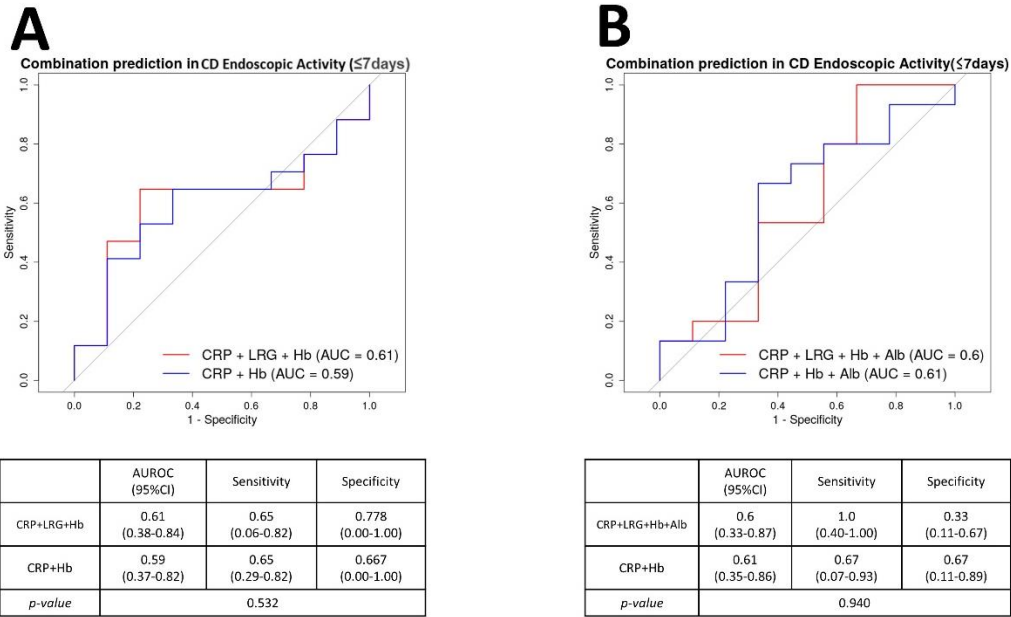 A
Combination prediction in CD Endoscopic Activity (≤7days)
1.0
0.8
0.6
0.4
0.2
0.0
Sensitivity
CRP + LRG + Hb (AUC = 0.61)
CRP + Hb (AUC = 0.59)
0.0 0.2 0.4 0.6 0.8 1.0
1 - Specificity
AUROC (95%CI) Sensitivity Specificity
CRP+LRG+Hb 0.61 (0.38-0.84) 0.65 (0.06-0.82) 0.778 (0.00-1.00)
CRP+Hb 0.59 (0.37-0.82) 0.65 (0.29-0.82) 0.667 (0.00-1.00)
p-value 0.532
B
Combination prediction in CD Endoscopic Activity(≤7days)
1.0
0.8
0.6
0.4
0.2
0.0
Sensitivity
CRP + LRG + Hb + Alb (AUC = 0.6)
CRP + Hb + Alb (AUC = 0.61)
0.0 0.2 0.4 0.6 0.8 1.0
1 - Specificity
AUROC (95%CI) Sensitivity Specificity
CRP+LRG+Hb+Alb 0.6 (0.33-0.87) 1.0 (0.40-1.00) 0.33 (0.11-0.67)
CRP+Hb 0.61 (0.35-0.86) 0.67 (0.07-0.93) 0.67 (0.11-0.89)
p-value 0.940